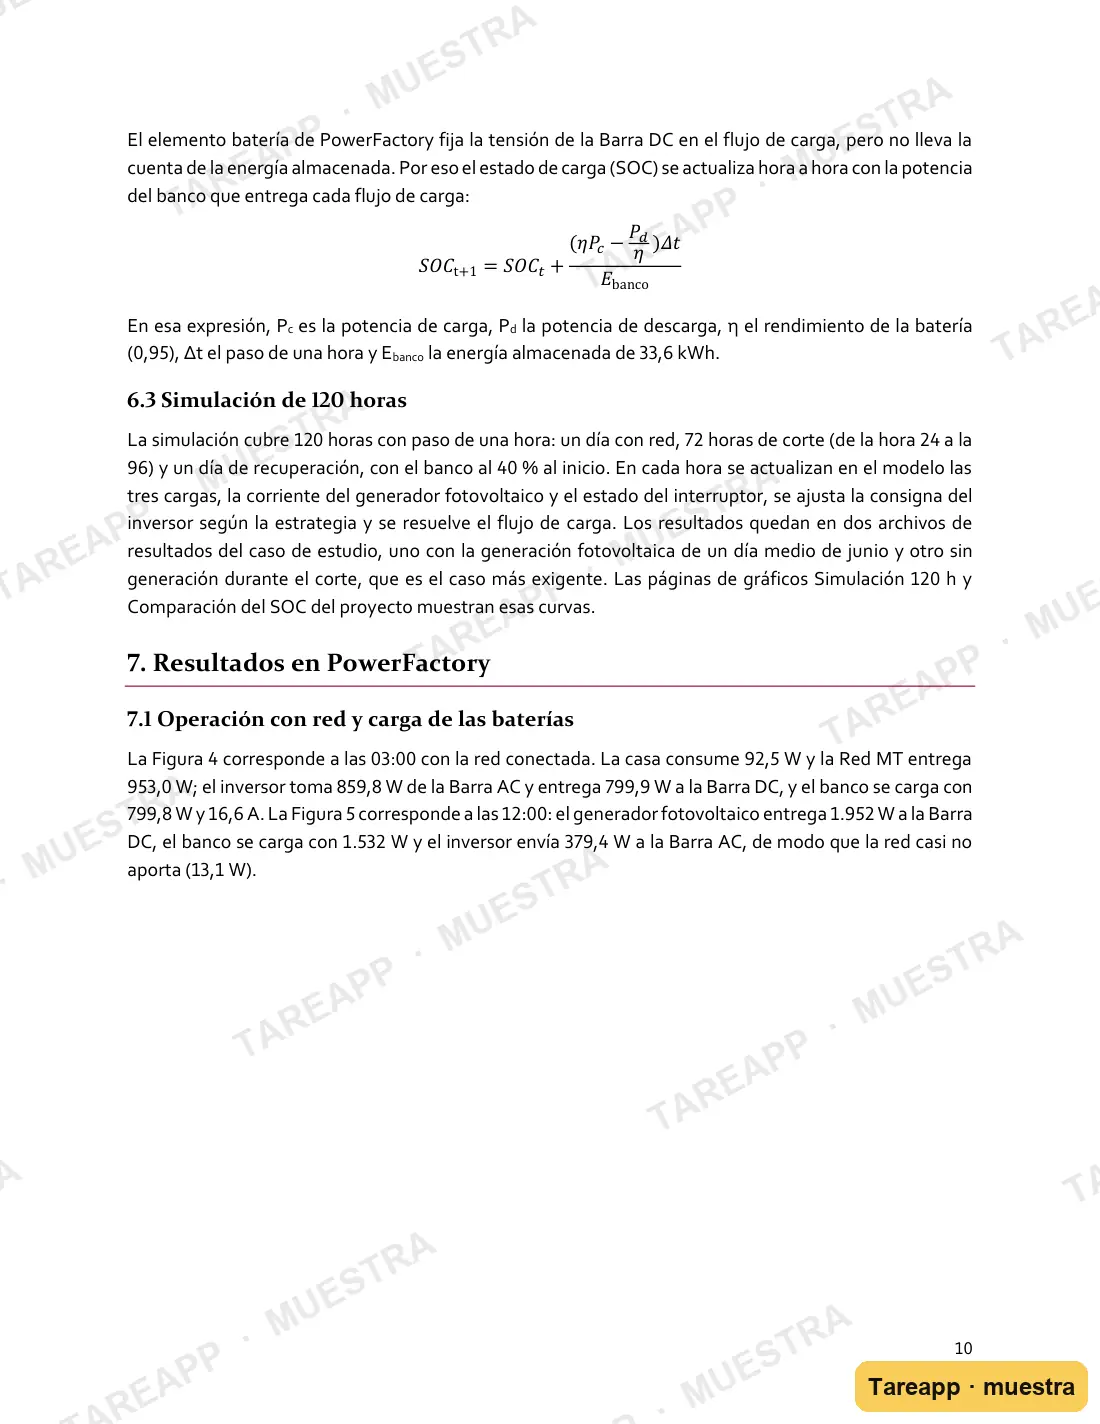 El elemento batería de PowerFactory fija la tensión de la Barra DC en el flujo de carga, pero no lleva la
cuenta de la energía almacenada. Por eso el estado de carga (SOC) se actualiza hora a hora con la potencia
del banco que entrega cada flujo de carga:
SOC_{t+1} = SOC_t + \frac{(ηP_c − \frac{P_d}{η})Δt}{E_{banco}}
En esa expresión, Pc es la potencia de carga, Pd la potencia de descarga, η el rendimiento de la batería
(0,95), Δt el paso de una hora y Ebanco la energía almacenada de 33,6 kWh.
6.3 Simulación de 120 horas
La simulación cubre 120 horas con paso de una hora: un día con red, 72 horas de corte (de la hora 24 a la
96) y un día de recuperación, con el banco al 40 % al inicio. En cada hora se actualizan en el modelo las
tres cargas, la corriente del generador fotovoltaico y el estado del interruptor, se ajusta la consigna del
inversor según la estrategia y se resuelve el flujo de carga. Los resultados quedan en dos archivos de
resultados del caso de estudio, uno con la generación fotovoltaica de un día medio de junio y otro sin
generación durante el corte, que es el caso más exigente. Las páginas de gráficos Simulación 120 h y
Comparación del SOC del proyecto muestran esas curvas.
7. Resultados en PowerFactory
7.1 Operación con red y carga de las baterías
La Figura 4 corresponde a las 03:00 con la red conectada. La casa consume 92,5 W y la Red MT entrega
953,0 W; el inversor toma 859,8 W de la Barra AC y entrega 799,9 W a la Barra DC, y el banco se carga con
799,8 W y 16,6 A. La Figura 5 corresponde a las 12:00: el generador fotovoltaico entrega 1.952 W a la Barra
DC, el banco se carga con 1.532 W y el inversor envía 379,4 W a la Barra AC, de modo que la red casi no
aporta (13,1 W).
10
Tareapp · muestra
TAREAPP · MUESTRA